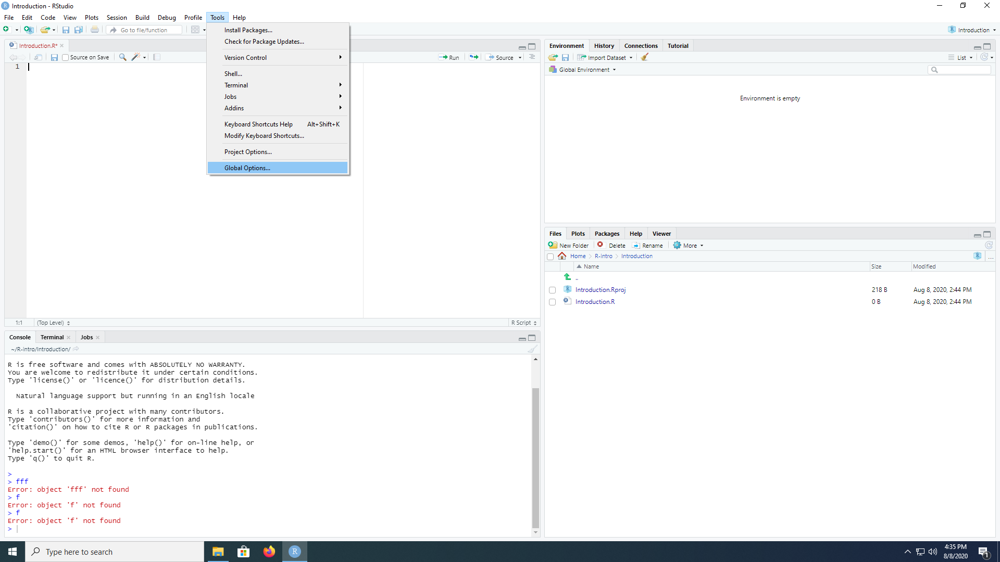 Introduction - RStudio
File Edit Code View Plots Session Build Debug Profile Tools Help
Go to file/function
Introduction
Introduction.R*
Source on Save
Run
Source
1
Install Packages...
Check for Package Updates...
Version Control
Shell...
Terminal
Jobs
Addins
Keyboard Shortcuts Help Alt+Shift+K
Modify Keyboard Shortcuts...
Project Options...
Global Options...
1:1 (Top Level) R Script
Environment History Connections Tutorial
Import Dataset List
Global Environment
Environment is empty
Files Plots Packages Help Viewer
New Folder Delete Rename More
Home R-intro Introduction ...
Name Size Modified
..
Introduction.Rproj 218 B Aug 8, 2020, 2:44 PM
Introduction.R 0 B Aug 8, 2020, 2:44 PM
Console Terminal Jobs
~/R-intro/Introduction/
R is free software and comes with ABSOLUTELY NO WARRANTY.
You are welcome to redistribute it under certain conditions.
Type 'license()' or 'licence()' for distribution details.
Natural language support but running in an English locale
R is a collaborative project with many contributors.
Type 'contributors()' for more information and
'citation()' on how to cite R or R packages in publications.
Type 'demo()' for some demos, 'help()' for on-line help, or
'help.start()' for an HTML browser interface to help.
Type 'q()' to quit R.
>
> fff
Error: object 'fff' not found
> f
Error: object 'f' not found
> f
Error: object 'f' not found
>
Type here to search
R
4:35 PM
8/8/2020
1